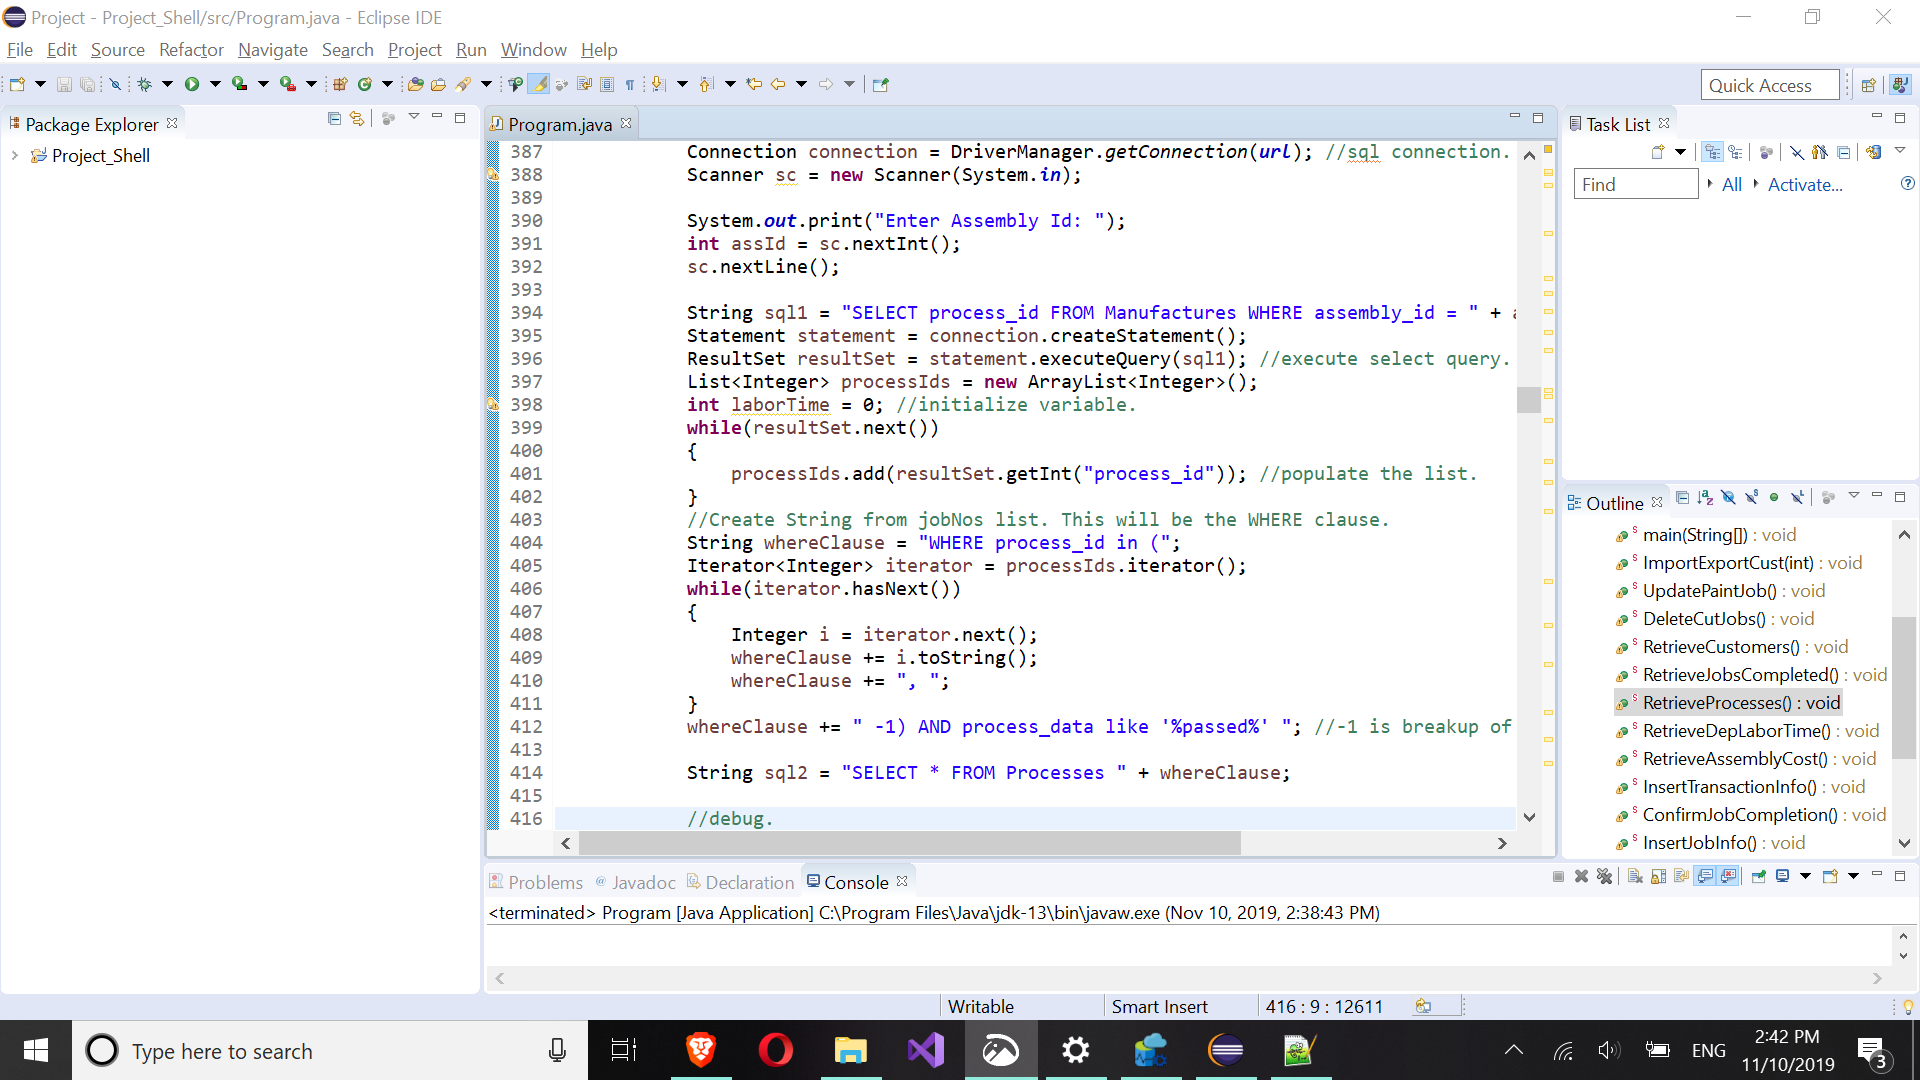 Project - Project_Shell/src/Program.java - Eclipse IDE
File Edit Source Refactor Navigate Search Project Run Window Help
Quick Access
Package Explorer
Project_Shell
Program.java
387 Connection connection = DriverManager.getConnection(url); //sql connection.
388 Scanner sc = new Scanner(System.in);
389
390 System.out.print("Enter Assembly Id: ");
391 int assId = sc.nextInt();
392 sc.nextLine();
393
394 String sql1 = "SELECT process_id FROM Manufactures WHERE assembly_id = " +
395 Statement statement = connection.createStatement();
396 ResultSet resultSet = statement.executeQuery(sql1); //execute select query.
397 List<Integer> processIds = new ArrayList<Integer>();
398 int laborTime = 0; //initialize variable.
399 while(resultSet.next())
400 {
401 processIds.add(resultSet.getInt("process_id")); //populate the list.
402 }
403 //Create String from jobNos list. This will be the WHERE clause.
404 String whereClause = "WHERE process_id in (";
405 Iterator<Integer> iterator = processIds.iterator();
406 while(iterator.hasNext())
407 {
408 Integer i = iterator.next();
409 whereClause += i.toString();
410 whereClause += ", ";
411 }
412 whereClause += " -1) AND process_data like '%passed%' "; //-1 is breakup of
413
414 String sql2 = "SELECT * FROM Processes " + whereClause;
415
416 //debug.
Task List
Find All Activate...
Outline
main(String[]) : void
ImportExportCust(int) : void
UpdatePaintJob() : void
DeleteCutJobs() : void
RetrieveCustomers() : void
RetrieveJobsCompleted() : void
RetrieveProcesses() : void
RetrieveDepLaborTime() : void
RetrieveAssemblyCost() : void
InsertTransactionInfo() : void
ConfirmJobCompletion() : void
InsertJobInfo() : void
Problems @ Javadoc Declaration Console
<terminated> Program [Java Application] C:\Program Files\Java\jdk-13\bin\javaw.exe (Nov 10, 2019, 2:38:43 PM)
Writable Smart Insert 416 : 9 : 12611
Type here to search
ENG
2:42 PM
11/10/2019
3